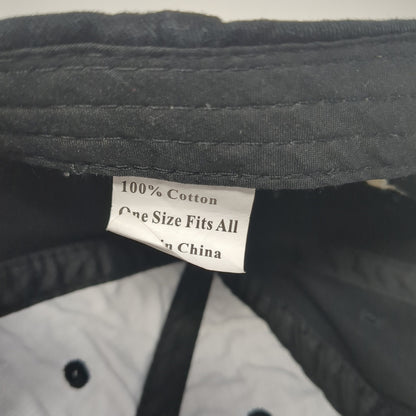 100% Cotton
One Size Fits All
in China